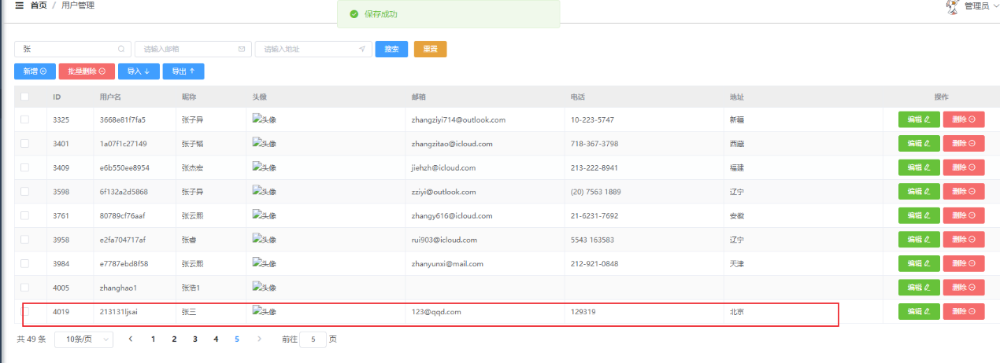 首页 / 用户管理
管理员
保存成功
张 请输入邮箱 请输入地址 搜索 重置
新增 批量删除 导入 导出
ID 用户名 昵称 头像 邮箱 电话 地址 操作
3325 3668e81f7fa5 张子异 头像 zhangziyi714@outlook.com 10-223-5747 新疆 编辑 删除
3401 1a07f1c27149 张子韬 头像 zhangzitao@icloud.com 718-367-3798 西藏 编辑 删除
3409 e6b550ee8954 张杰宏 头像 jiehzh@icloud.com 213-222-8941 福建 编辑 删除
3598 6f132a2d5868 张子异 头像 zziyi@outlook.com (20) 7563 1889 辽宁 编辑 删除
3761 80789cf76aaf 张云熙 头像 zhangy616@icloud.com 21-6231-7692 安徽 编辑 删除
3958 e2fa704717af 张睿 头像 rui903@icloud.com 5543 163583 辽宁 编辑 删除
3984 e7787ebd8f58 张云熙 头像 zhanyunxi@mail.com 212-921-0848 天津 编辑 删除
4005 zhanghao1 张浩1 头像 编辑 删除
4019 213131ljsai 张三 头像 123@qqd.com 129319 北京 编辑 删除
共 49 条 10条/页 1 2 3 4 5 前往 5 页